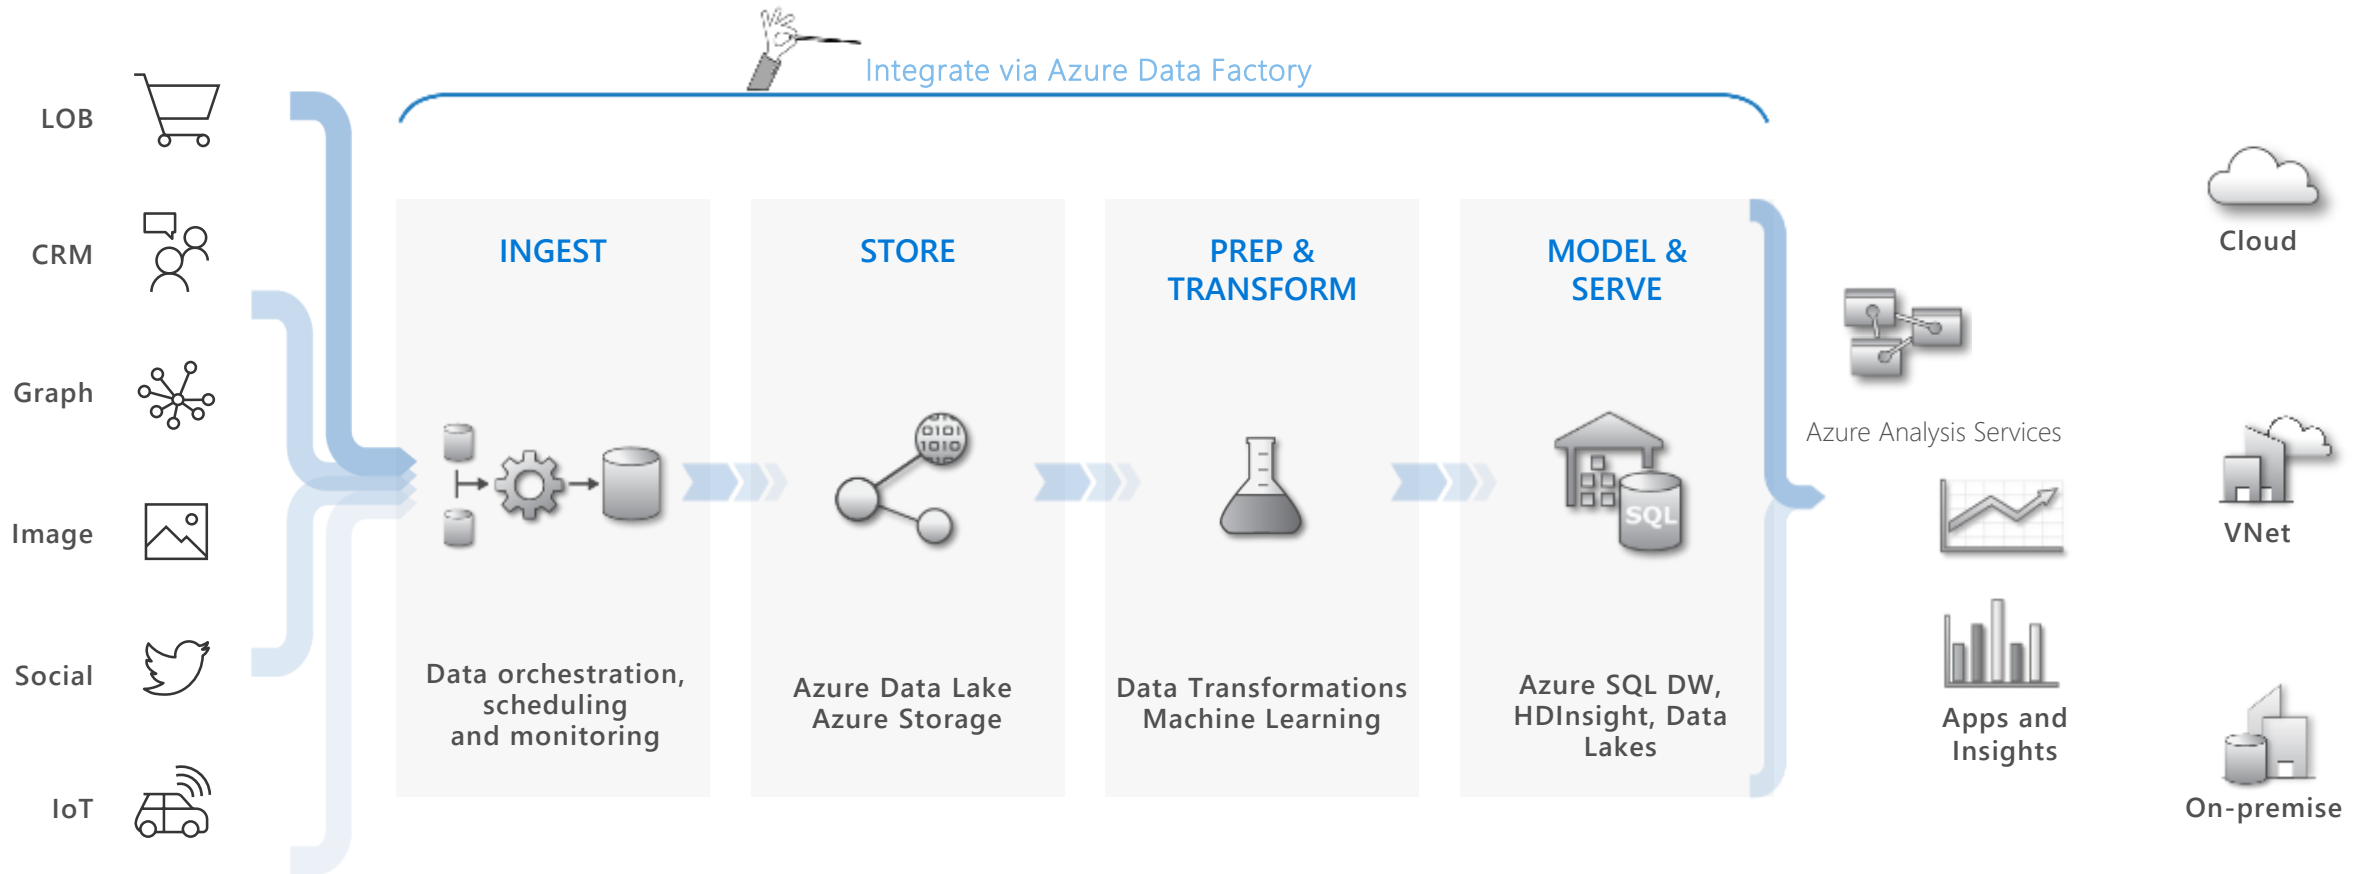 Integrate via Azure Data Factory
LOB
CRM
Graph
Image
Social
IoT
INGEST
Data orchestration,
scheduling
and monitoring
STORE
0101
1010
Azure Data Lake
Azure Storage
PREP &
TRANSFORM
Data Transformations
Machine Learning
MODEL &
SERVE
SQL
Azure SQL DW,
HDInsight, Data
Lakes
Azure Analysis Services
Apps and
Insights
Cloud
VNet
On-premise